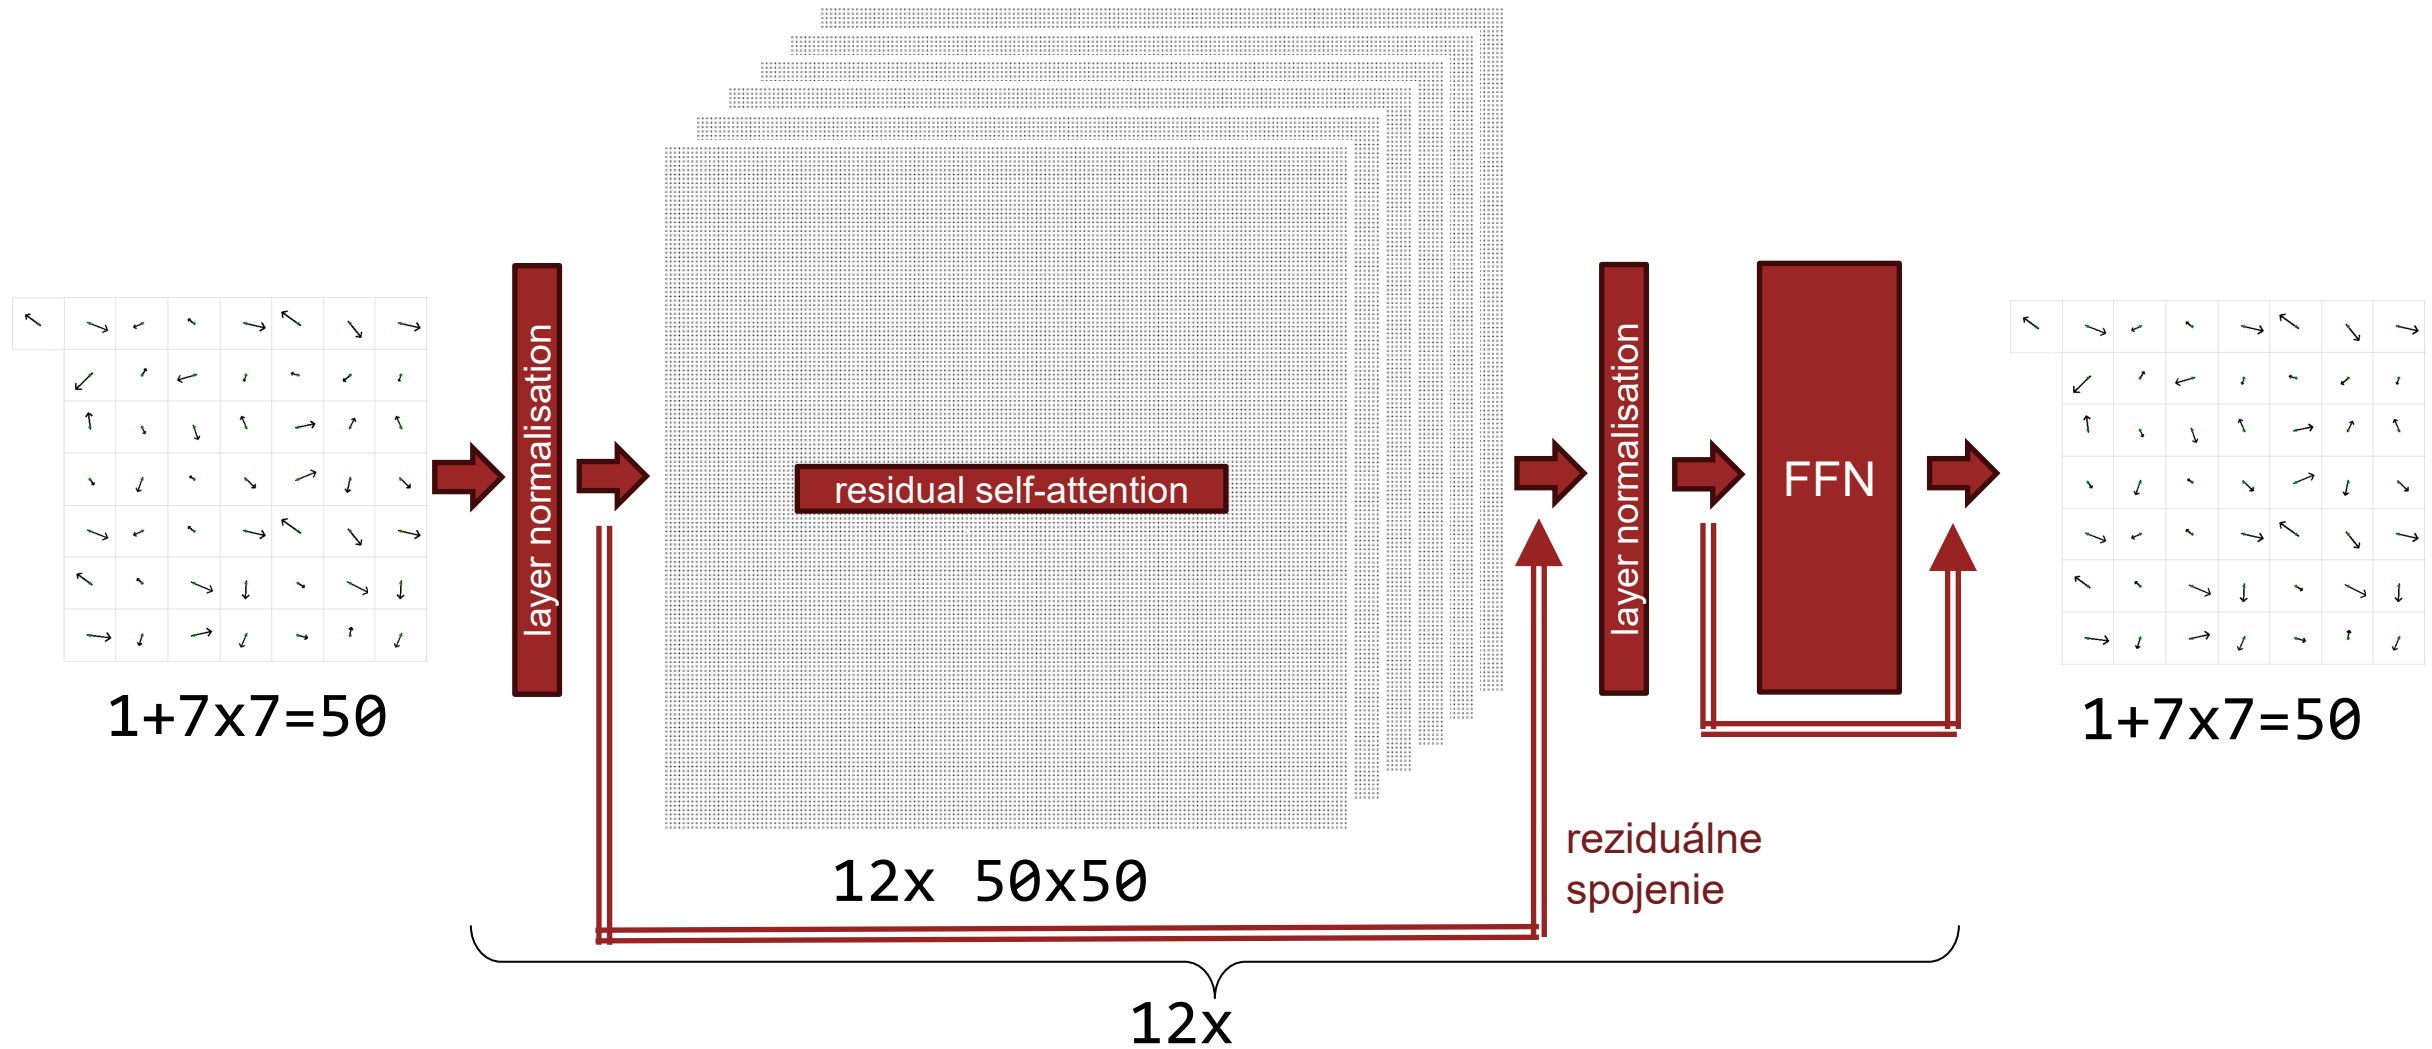 1+7x7=50
layer normalisation
residual self-attention
12x 50x50
layer normalisation
FFN
reziduálne
spojenie
1+7x7=50
12x